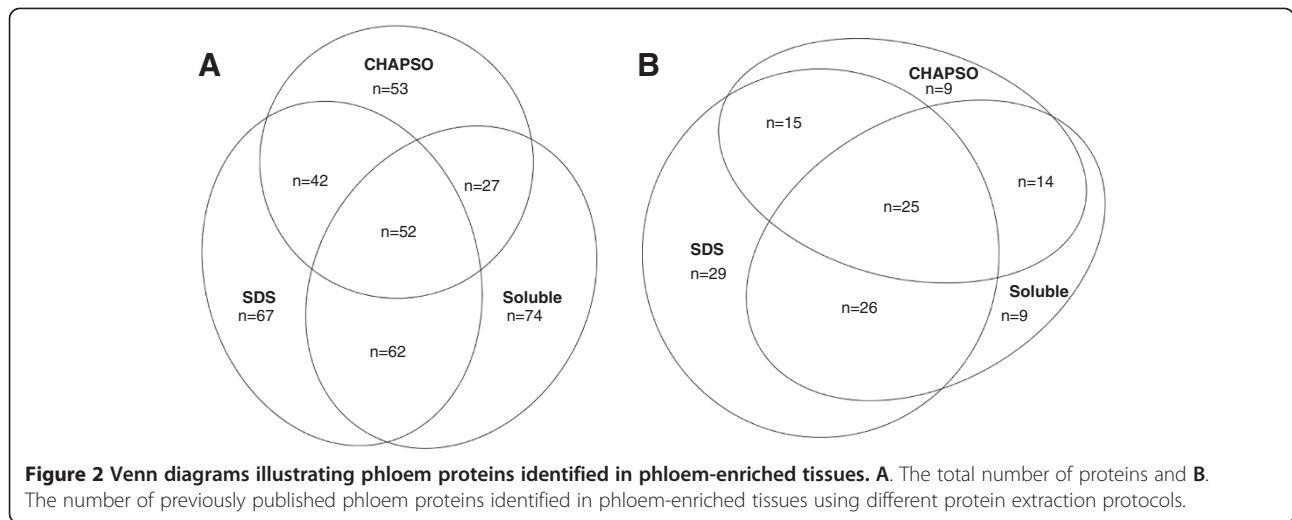 A
CHAPSO
n=53
n=42
n=27
n=52
SDS
n=67
Soluble
n=74
n=62
B
CHAPSO
n=9
n=15
n=14
n=25
SDS
n=29
Soluble
n=9
n=26
Figure 2 Venn diagrams illustrating phloem proteins identified in phloem-enriched tissues. A. The total number of proteins and B.
The number of previously published phloem proteins identified in phloem-enriched tissues using different protein extraction protocols.